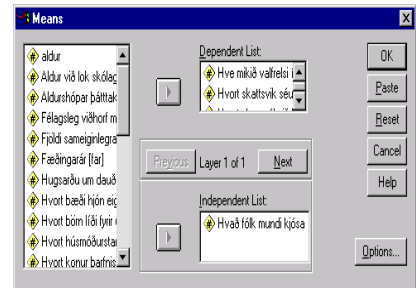 Means
aldur
Aldur við lok skólag
Aldurshópar þátttak
Félagsleg viðhorf m
Fjöldi sameiginlegra
Fæðingarár [far]
Hugsarðu um dauð
Hvort bæði hjón eig
Hvort börn líði fyrir u
Hvort húsmóðurstar
Hvort konur barfnis
Dependent List:
Hve mikið valfrelsi i
Hvort skattsvik séu
Previous
Layer 1 of 1
Next
Independent List:
Hvað fólk mundi kjósa
OK
Paste
Reset
Cancel
Help
Options...